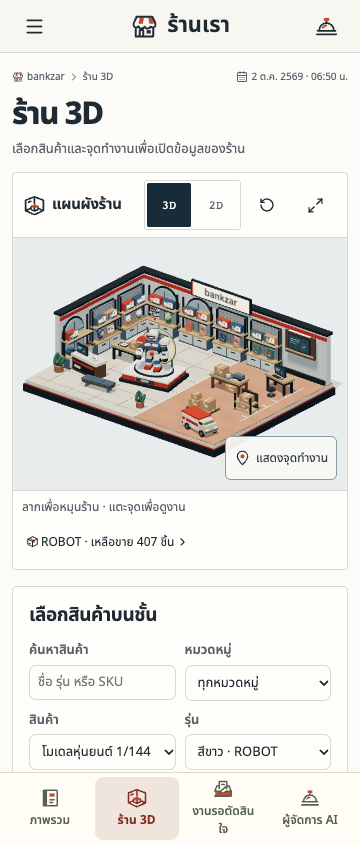 ร้านเรา
bankzar > ร้าน 3D
2 ต.ค. 2569 · 06:50 น.
ร้าน 3D
เลือกสินค้าและจุดทำงานเพื่อเปิดข้อมูลของร้าน
แผนผังร้าน
3D
2D
bankzar
แสดงจุดทำงาน
ลากเพื่อหมุนร้าน · แตะจุดเพื่อดูงาน
ROBOT · เหลือขาย 407 ชิ้น >
เลือกสินค้าบนชั้น
ค้นหาสินค้า
หมวดหมู่
ชื่อ รุ่น หรือ SKU
ทุกหมวดหมู่
สินค้า
รุ่น
โมเดลหุ่นยนต์ 1/144
สีขาว · ROBOT
ภาพรวม
ร้าน 3D
งานรอตัดสิน
ใจ
ผู้จัดการ AI